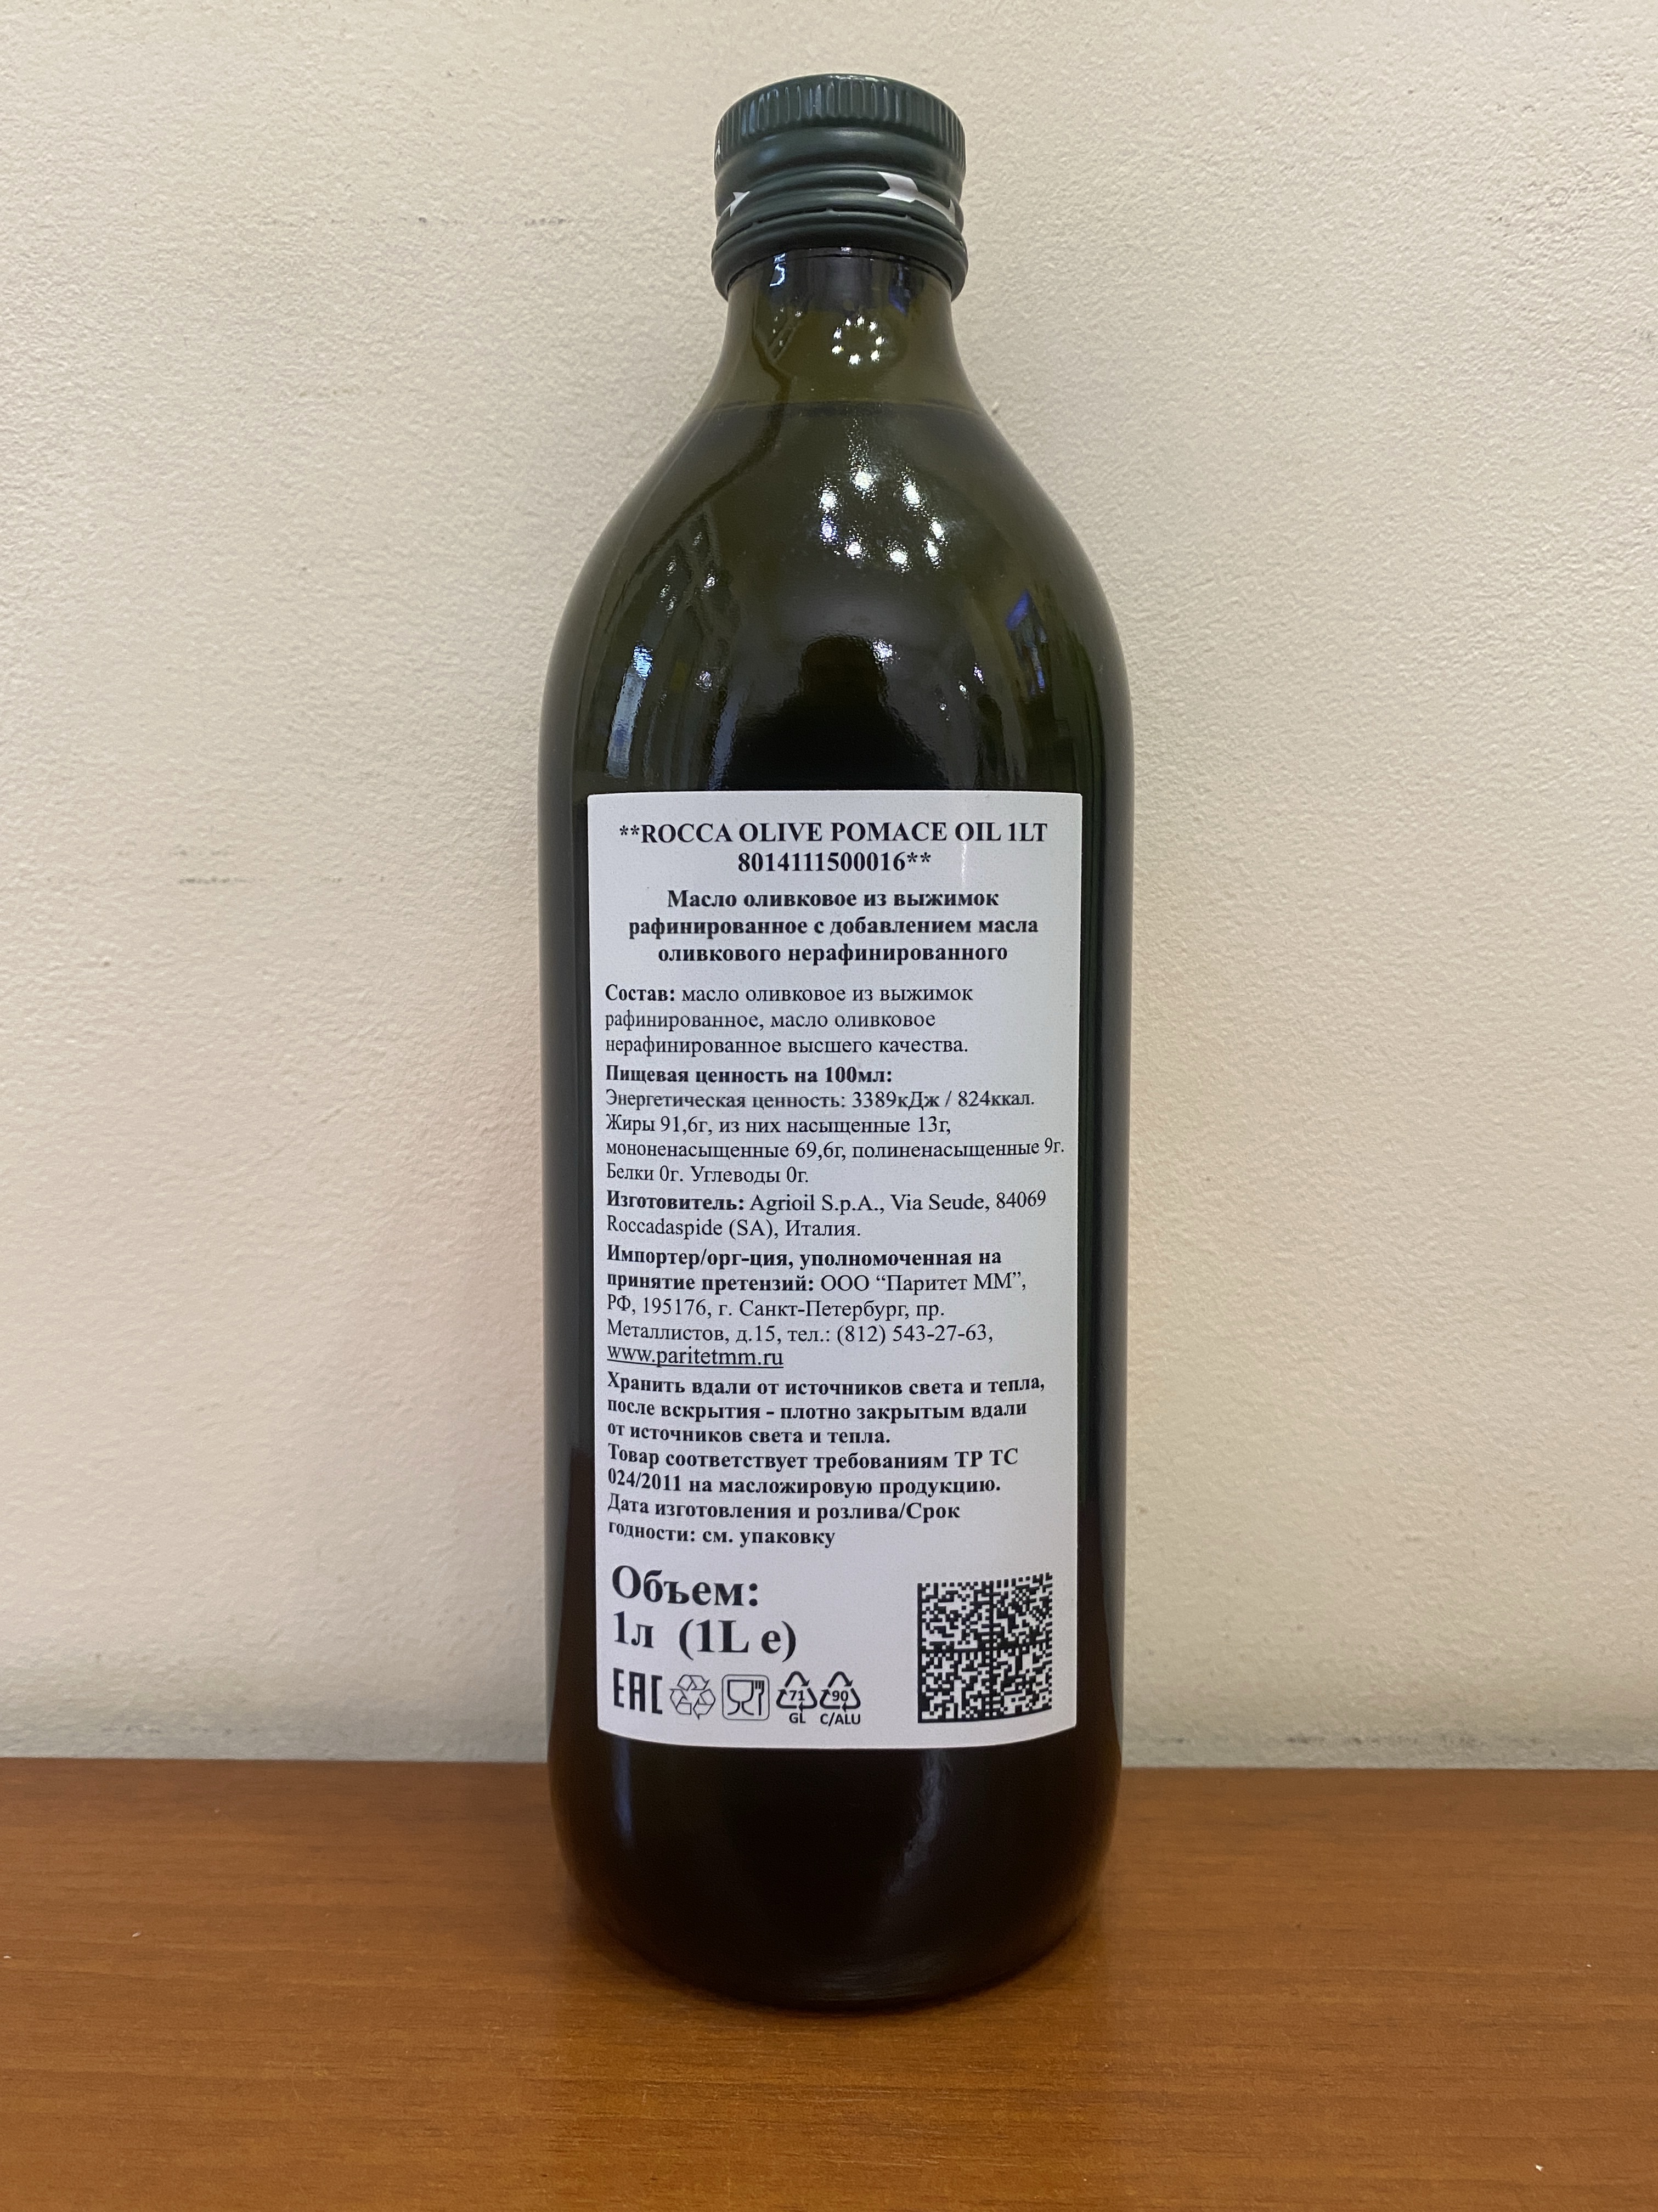 **ROCCA OLIVE POMACE OIL 1LT
8014111500016**
Масло оливковое из выжимок
рафинированное с добавлением масла
оливкового нерафинированного
Состав: масло оливковое из выжимок
рафинированное, масло оливковое
нерафинированное высшего качества.
Пищевая ценность на 100мл:
Энергетическая ценность: 3389кДж / 824ккал.
Жиры 91,6г, из них насыщенные 13г,
мононенасыщенные 69,6г, полиненасыщенные 9г.
Белки 0г. Углеводы 0г.
Изготовитель: Agrioil S.p.A., Via Seude, 84069
Roccadaspide (SA), Италия.
Импортер/орг-ция, уполномоченная на
принятие претензий: ООО “Паритет ММ”,
РФ, 195176, г. Санкт-Петербург, пр.
Металлистов, д.15, тел.: (812) 543-27-63,
www.paritetmm.ru
Хранить вдали от источников света и тепла,
после вскрытия - плотно закрытым вдали
от источников света и тепла.
Товар соответствует требованиям ТР ТС
024/2011 на масложировую продукцию.
Дата изготовления и розлива/Срок
годности: см. упаковку
Объем:
1л (1L e)
EAC
71 90
GL C/ALU